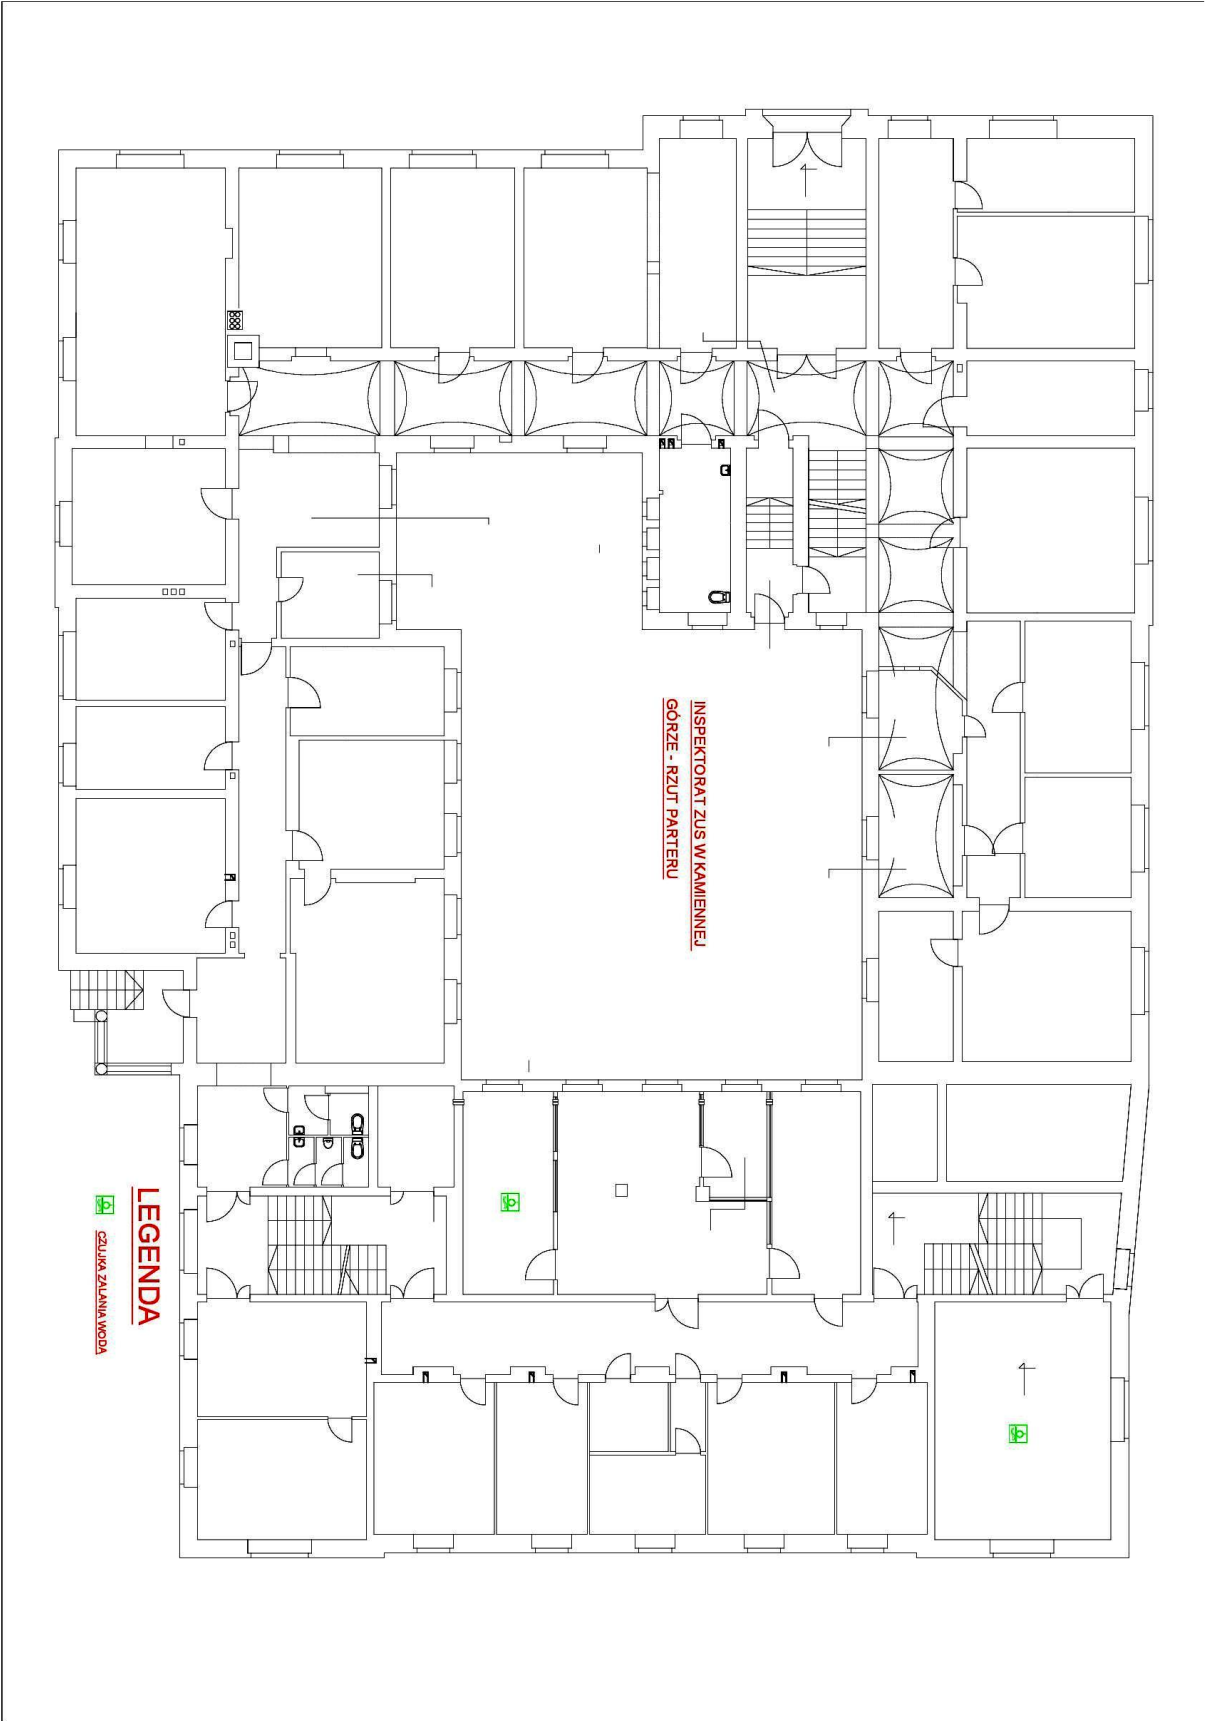 INSPEKTORAT ZUS W KAMIENNEJ
GÓRZE - RZUT PARTERU
LEGENDA
CZUJKA ZALANIA WODĄ